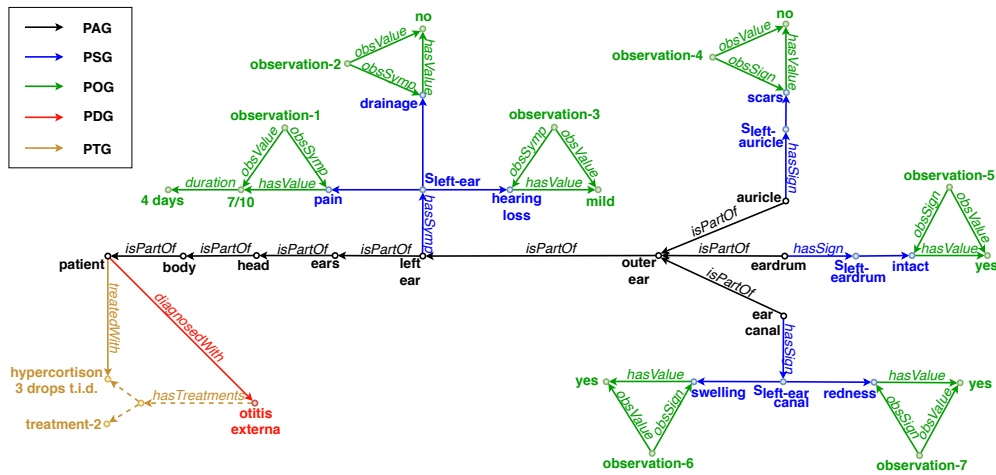 PAG
PSG
POG
PDG
PTG
no
obsValue
observation-2
obsSymp
hasValue
drainage
no
obsValue
observation-4
obsSign
hasValue
scars
Sleft-
auricle
hasSign
auricle
observation-1
obsValue
obsSymp
duration
hasValue
4 days
7/10
pain
Sleft-ear
hasSymp
observation-3
obsSymp
obsValue
hasValue
hearing
loss
mild
observation-5
obsSign
obsValue
hasValue
yes
intact
Sleft-
eardrum
hasSign
eardrum
isPartOf
isPartOf
isPartOf
outer
ear
isPartOf
left
ear
isPartOf
ears
isPartOf
head
isPartOf
body
isPartOf
patient
ear
canal
hasSign
treatedWith
diagnosedWith
hypercortison
3 drops t.i.d.
hasTreatments
treatment-2
otitis
externa
yes
hasValue
swelling
Sleft-ear
canal
redness
hasValue
yes
obsValue
obsSign
observation-6
obsSign
obsValue
observation-7